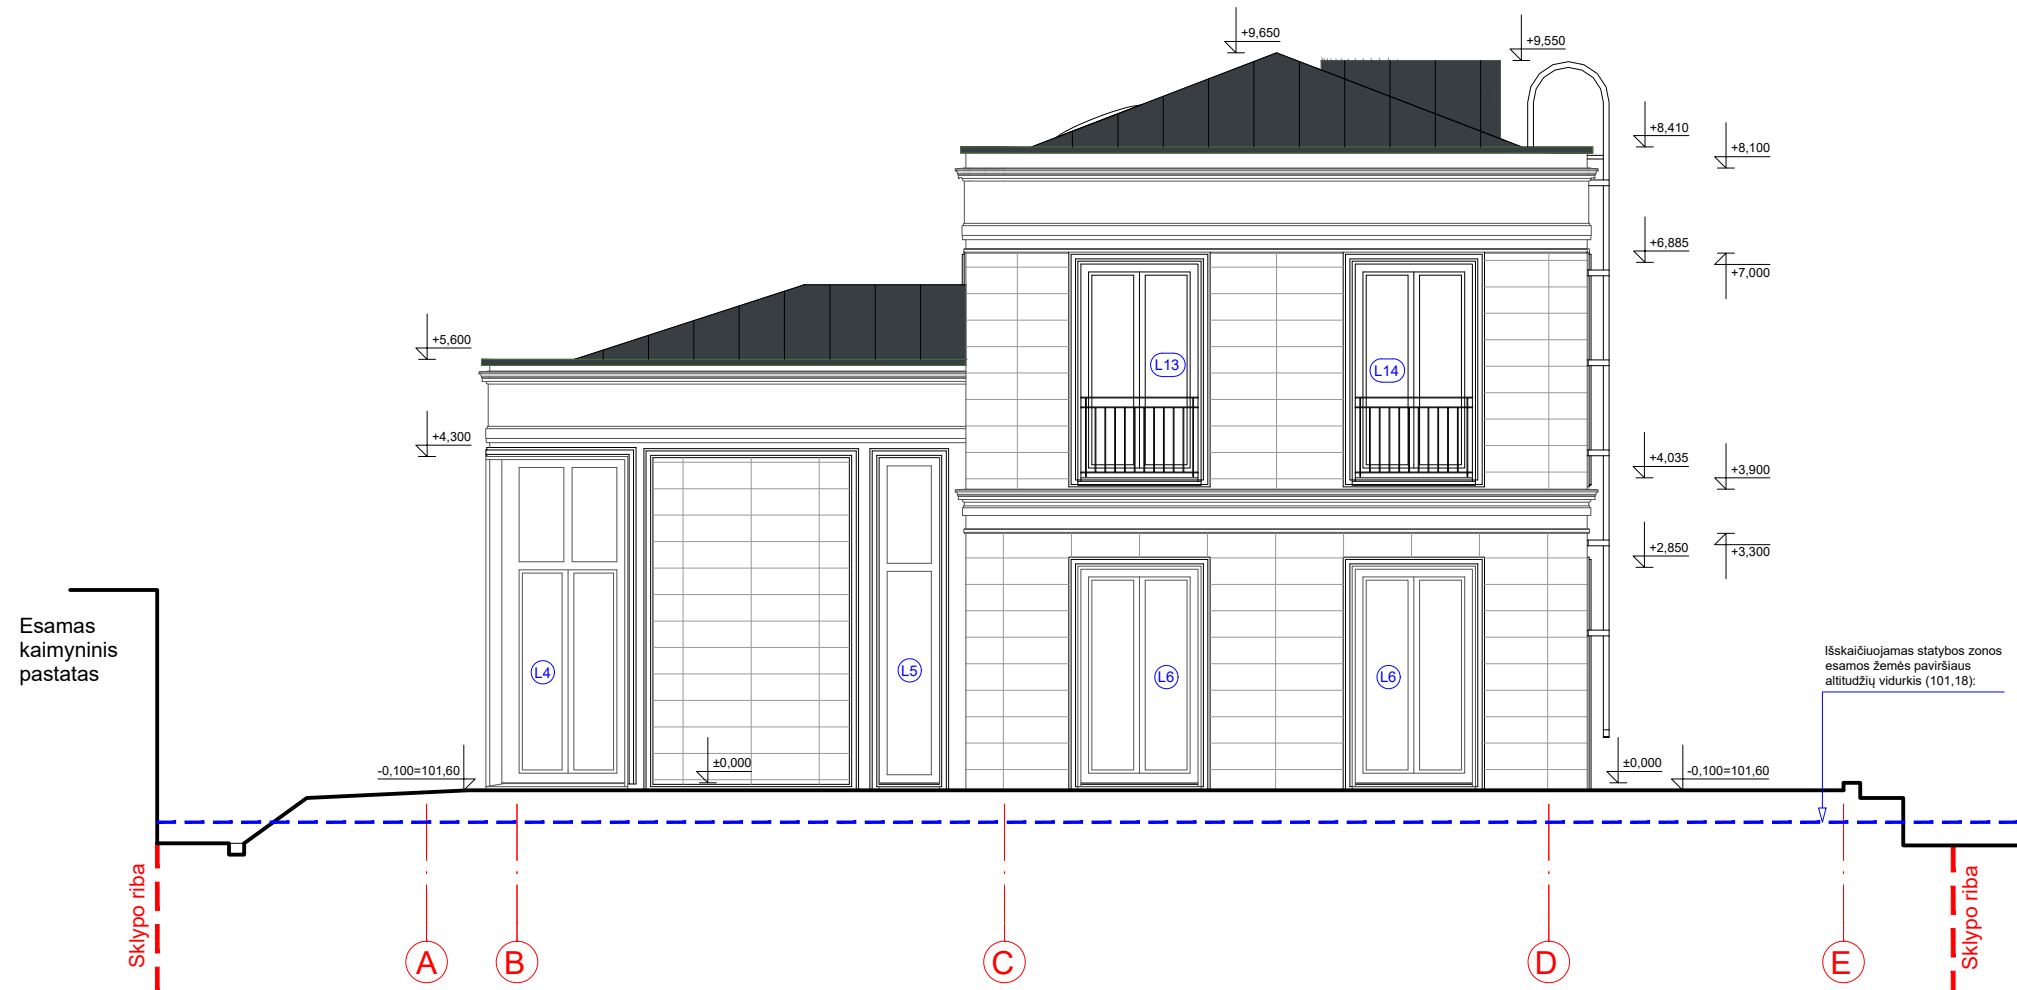 +9,650
+9,550
+8,410
+8,100
+6,885
+7,000
+5,600
+4,300
L13
L14
+4,035
+3,900
+2,850
+3,300
Esamas
kaimyninis
pastatas
L4
L5
L6
L6
Išskaičiuojamas statybos zonos
esamos žemės paviršiaus
altitudžių vidurkis (101,18):
-0,100=101,60
±0,000
±0,000
-0,100=101,60
Sklypo riba
Sklypo riba
A
B
C
D
E